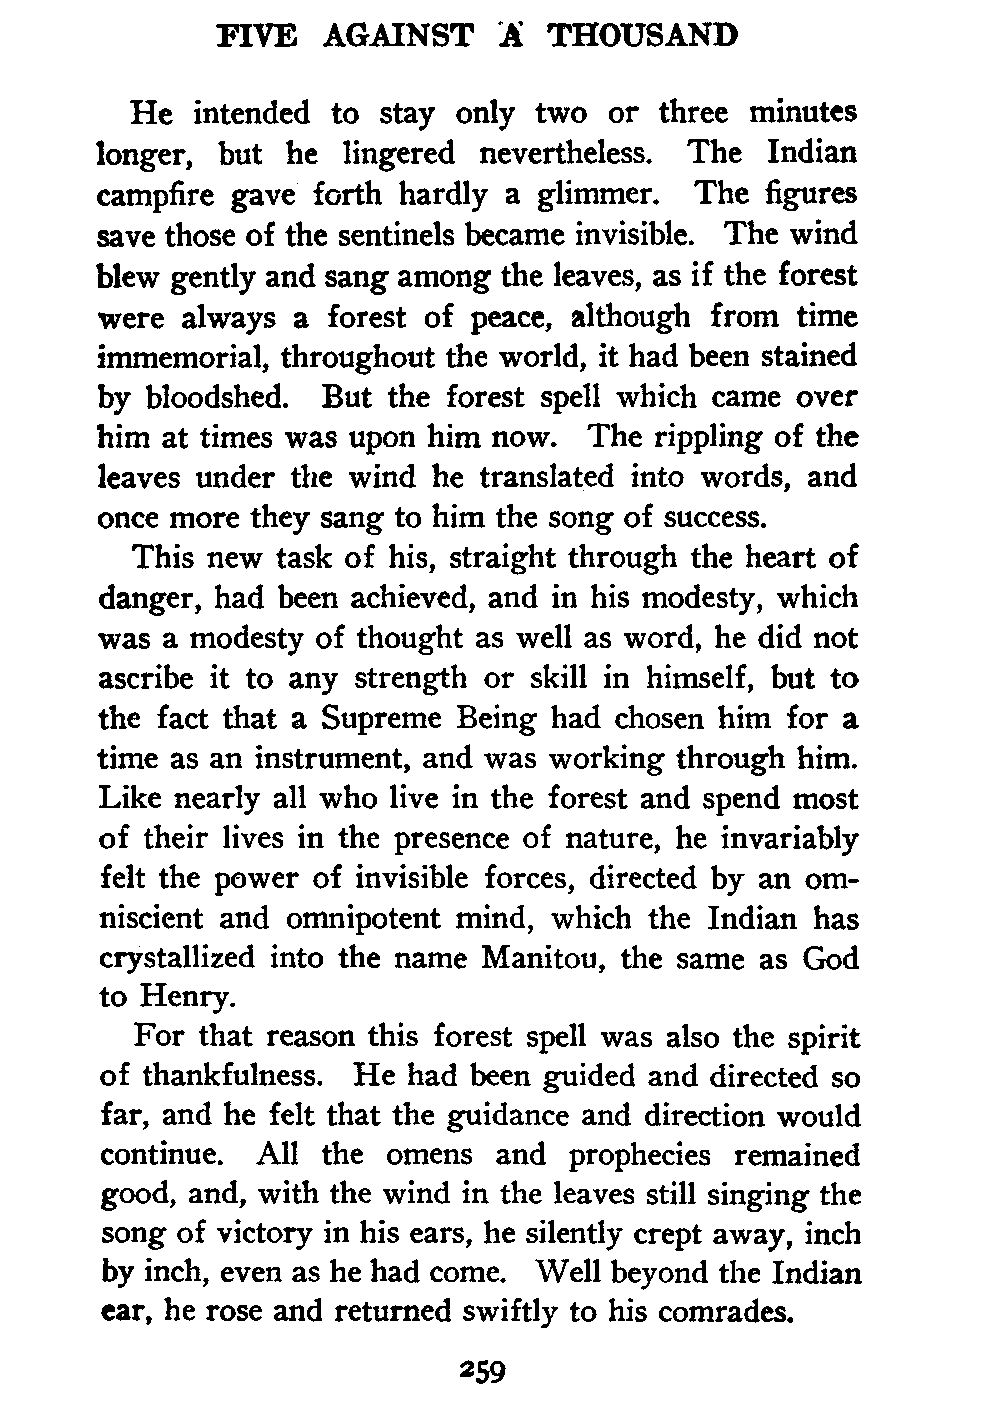 FIVE AGAINST A THOUSAND
He intended to stay only two or three minutes
longer, but he lingered nevertheless. The Indian
campfire gave forth hardly a glimmer. The figures
save those of the sentinels became invisible. The wind
blew gently and sang among the leaves, as if the forest
were always a forest of peace, although from time
immemorial, throughout the world, it had been stained
by bloodshed. But the forest spell which came over
him at times was upon him now. The rippling of the
leaves under the wind he translated into words, and
once more they sang to him the song of success.
This new task of his, straight through the heart of
danger, had been achieved, and in his modesty, which
was a modesty of thought as well as word, he did not
ascribe it to any strength or skill in himself, but to
the fact that a Supreme Being had chosen him for a
time as an instrument, and was working through him.
Like nearly all who live in the forest and spend most
of their lives in the presence of nature, he invariably
felt the power of invisible forces, directed by an om-
niscient and omnipotent mind, which the Indian has
crystallized into the name Manitou, the same as God
to Henry.
For that reason this forest spell was also the spirit
of thankfulness. He had been guided and directed so
far, and he felt that the guidance and direction would
continue. All the omens and prophecies remained
good, and, with the wind in the leaves still singing the
song of victory in his ears, he silently crept away, inch
by inch, even as he had come. Well beyond the Indian
ear, he rose and returned swiftly to his comrades.
259